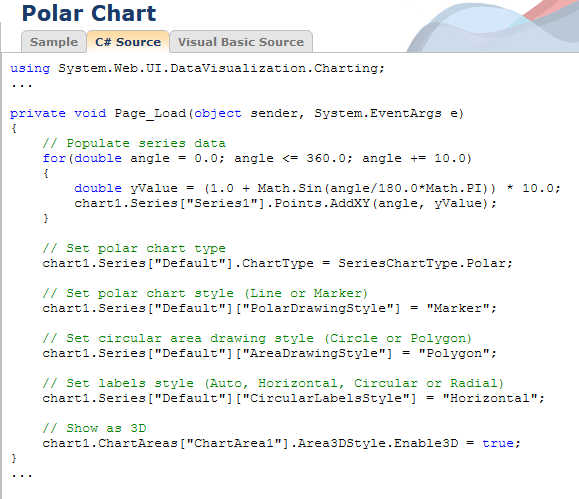 Polar Chart
Sample C# Source Visual Basic Source
using System.Web.UI.DataVisualization.Charting;
...
private void Page_Load(object sender, System.EventArgs e)
{
// Populate series data
for(double angle = 0.0; angle <= 360.0; angle += 10.0)
{
double yValue = (1.0 + Math.Sin(angle/180.0*Math.PI)) * 10.0;
chart1.Series["Series1"].Points.AddXY(angle, yValue);
}
// Set polar chart type
chart1.Series["Default"].ChartType = SeriesChartType.Polar;
// Set polar chart style (Line or Marker)
chart1.Series["Default"]["PolarDrawingStyle"] = "Marker";
// Set circular area drawing style (Circle or Polygon)
chart1.Series["Default"]["AreaDrawingStyle"] = "Polygon";
// Set labels style (Auto, Horizontal, Circular or Radial)
chart1.Series["Default"]["CircularLabelsStyle"] = "Horizontal";
// Show as 3D
chart1.ChartAreas["ChartArea1"].Area3DStyle.Enable3D = true;
}
...